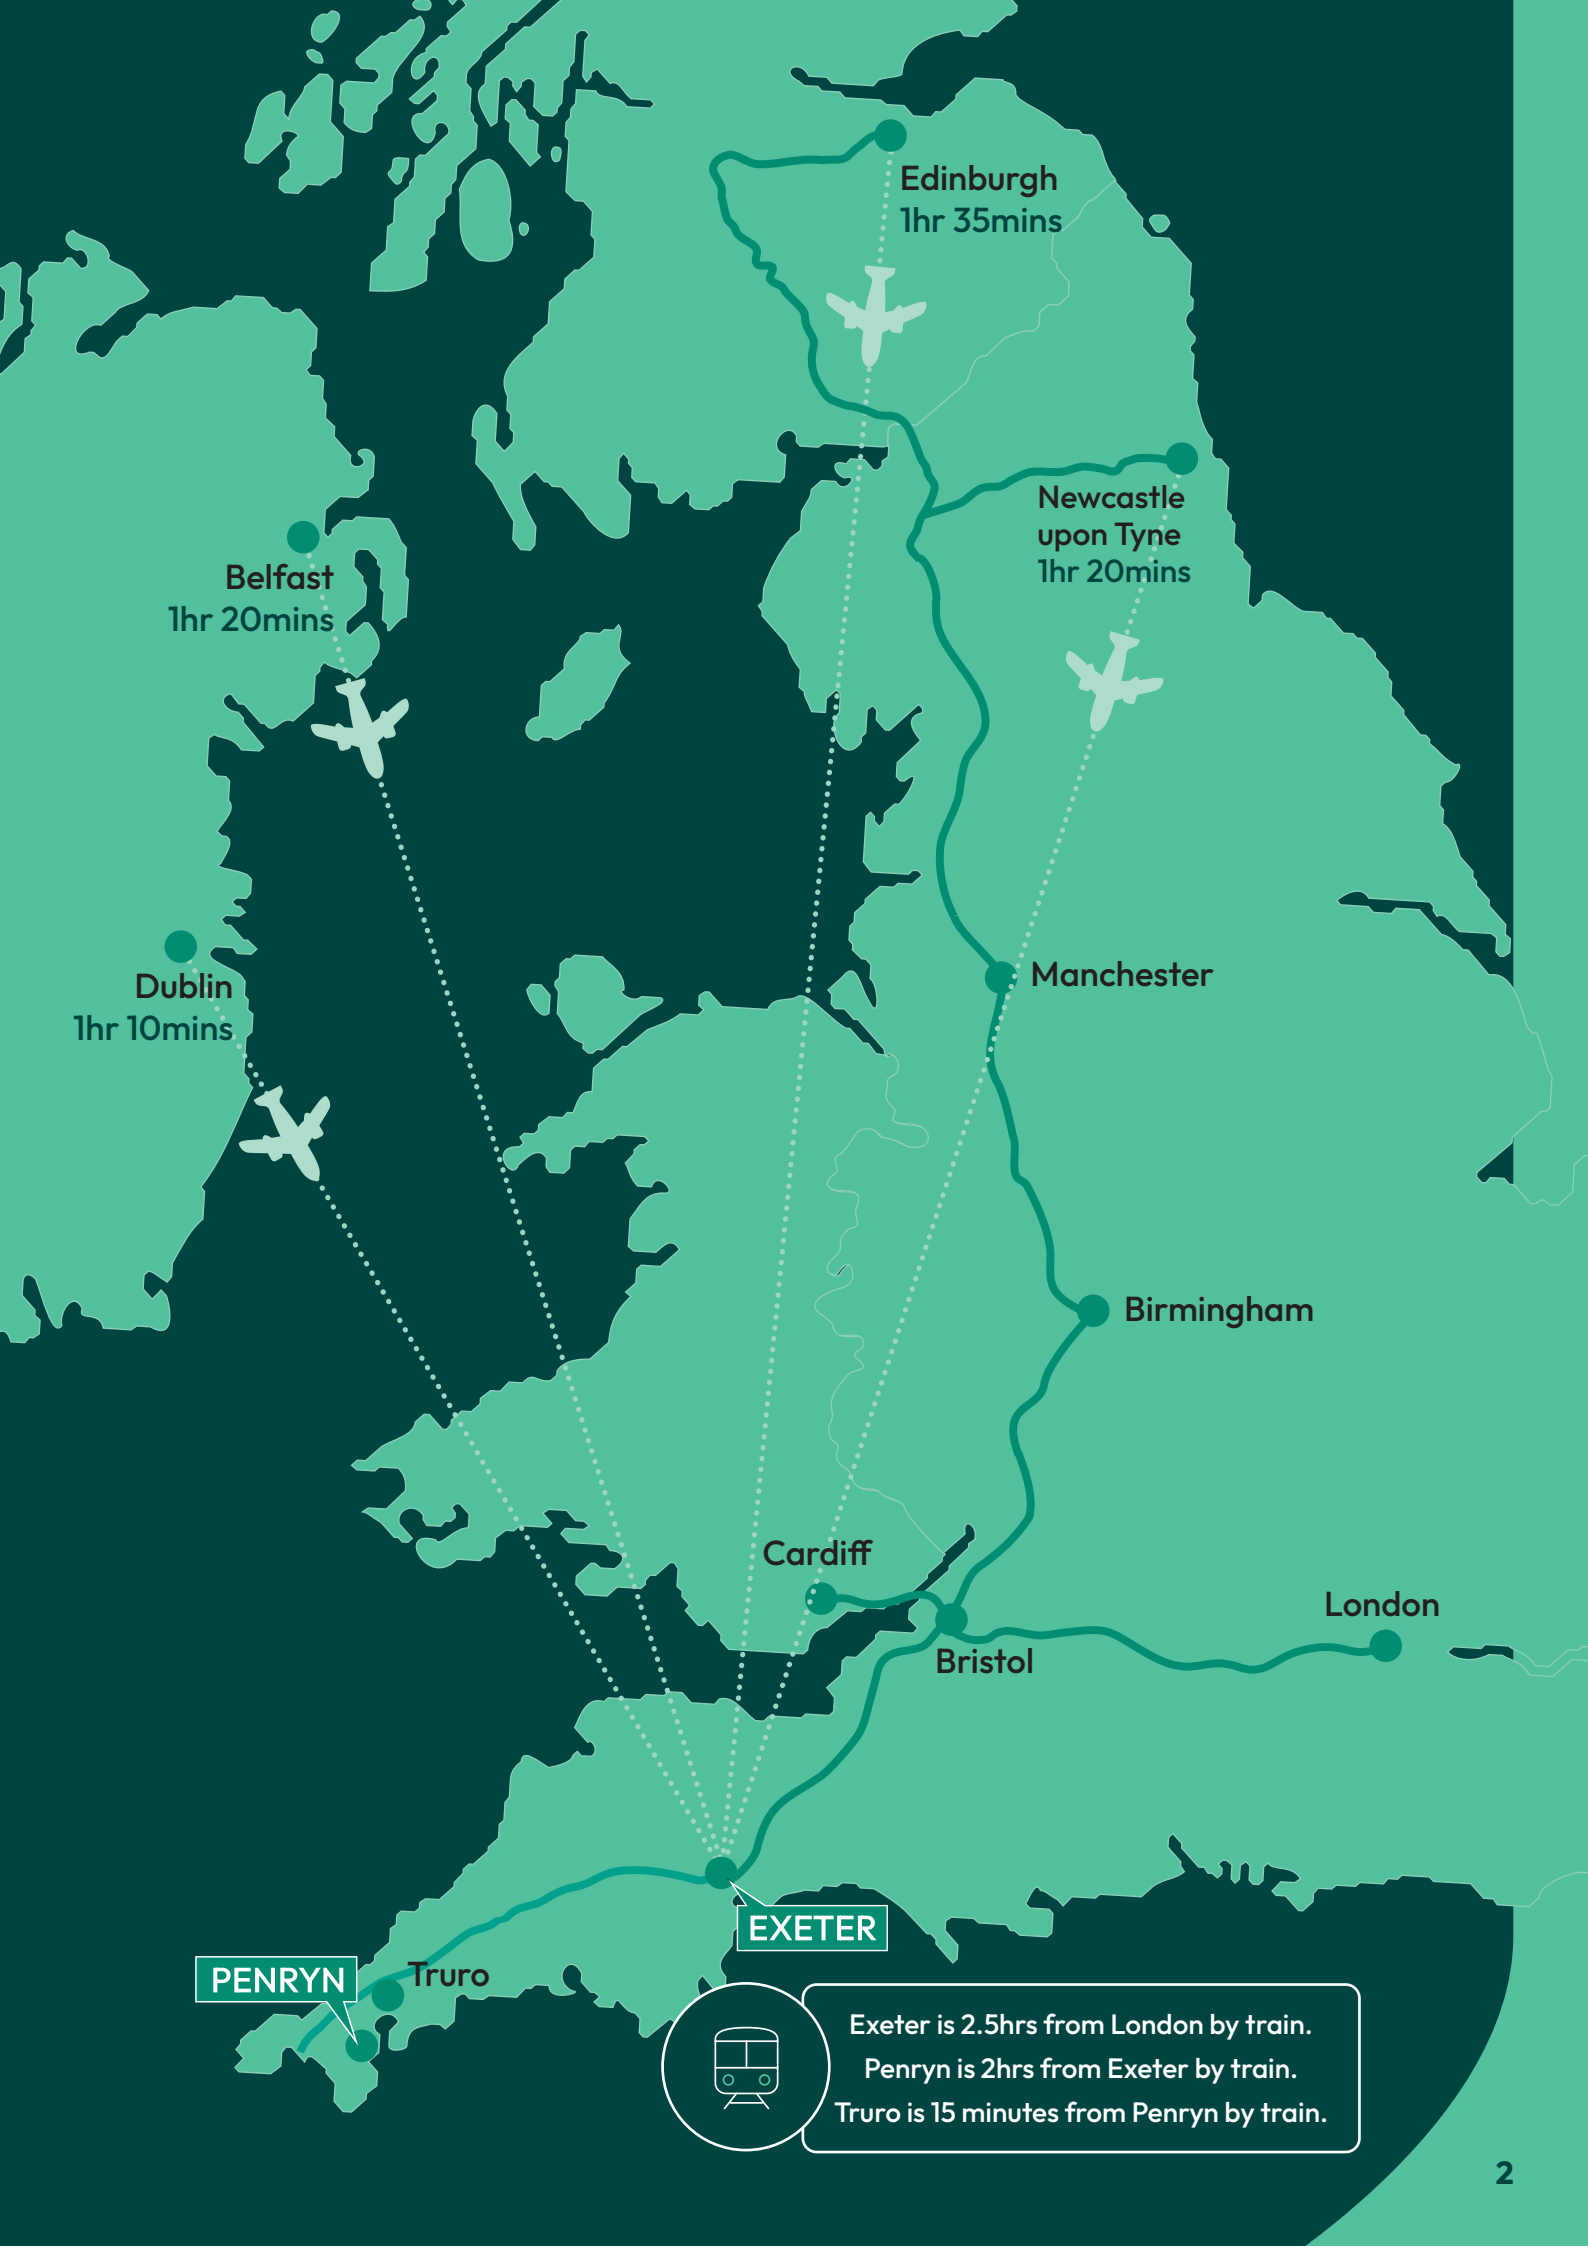 Edinburgh
1hr 35mins
Newcastle
upon Tyne
1hr 20mins
Belfast
1hr 20mins
Dublin
1hr 10mins
Manchester
Birmingham
Cardiff
London
Bristol
EXETER
Truro
PENRYN
Exeter is 2.5hrs from London by train.
Penryn is 2hrs from Exeter by train.
Truro is 15 minutes from Penryn by train.
2